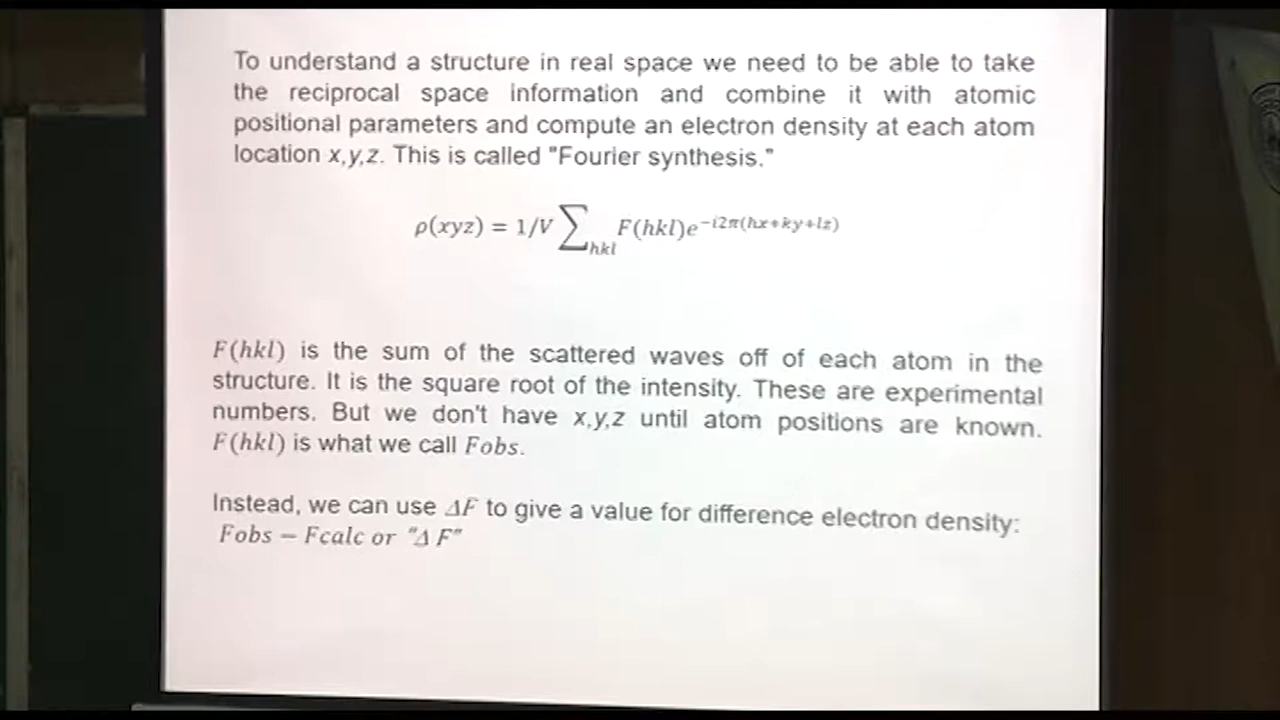 To understand a structure in real space we need to be able to take
the reciprocal space information and combine it with atomic
positional parameters and compute an electron density at each atom
location x,y,z. This is called "Fourier synthesis."
ρ(xyz) = 1/V ∑hkl F(hkl)e^−i2π(hx+ky+lz)
F(hkl) is the sum of the scattered waves off of each atom in the
structure. It is the square root of the intensity. These are experimental
numbers. But we don't have x,y,z until atom positions are known.
F(hkl) is what we call Fobs.
Instead, we can use ΔF to give a value for difference electron density:
Fobs − Fcalc or "Δ F"